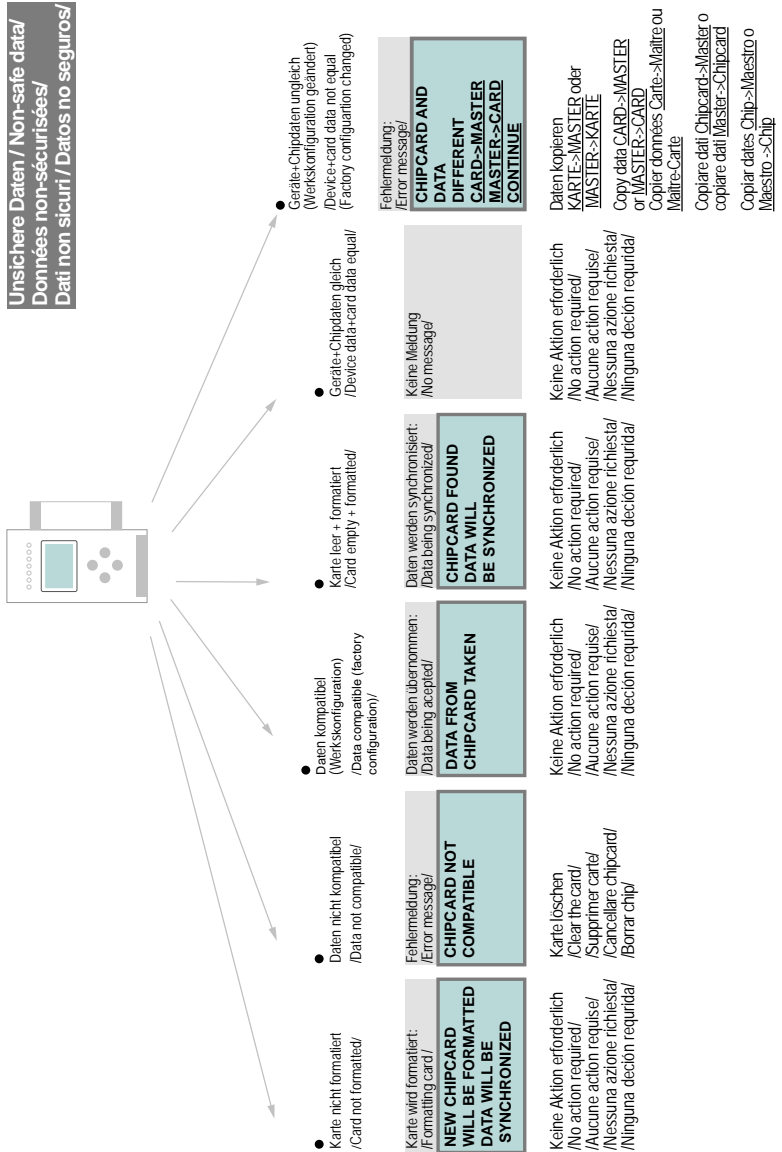 Unsichere Daten / Non-safe data/
Données non-sécurisées/
Dati non sicuri / Datos no seguros/
Karte nicht formatiert
/Card not formatted/
Karte wird formatiert:
/Formatting card /
NEW CHIPCARD
WILL BE FORMATTED
DATA WILL BE
SYNCHRONIZED
Keine Aktion erforderlich
/No action required/
/Aucune action requise/
/Nessuna azione richiesta/
/Ninguna deción requrida/
Daten nicht kompatibel
/Data not compatible/
Fehlermeldung:
/Error message/
CHIPCARD NOT
COMPATIBLE
Karte löschen
/Clear the card/
/Supprimer carte/
/Cancellare chipcard/
/Borrar chip/
Daten kompatibel
(Werkskonfiguration)
/Data compatible (factory
configuration)/
Daten werden übernommen:
/Data being acepted/
DATA FROM
CHIPCARD TAKEN
Keine Aktion erforderlich
/No action required/
/Aucune action requise/
/Nessuna azione richiesta/
/Ninguna deción requrida/
Karte leer + formatiert
/Card empty + formatted/
Daten werden synchronisiert:
/Data being synchronized/
CHIPCARD FOUND
DATA WILL
BE SYNCHRONIZED
Keine Aktion erforderlich
/No action required/
/Aucune action requise/
/Nessuna azione richiesta/
/Ninguna deción requrida/
Geräte+Chipdaten gleich
/Device data+card data equal/
Keine Meldung
/No message/
Keine Aktion erforderlich
/No action required/
/Aucune action requise/
/Nessuna azione richiesta/
/Ninguna deción requrida/
Geräte+Chipdaten ungleich
(Werkskonfiguration geändert)
/Device+card data not equal
(Factory configuartion changed)
Fehlermeldung:
/Error message/
CHIPCARD AND
DATA
DIFFERENT
CARD->MASTER
MASTER->CARD
CONTINUE
Daten kopieren
KARTE->MASTER oder
MASTER->KARTE
Copy data CARD->MASTER
or MASTER->CARD
Copier données Carte->Maître ou
Maître-Carte
Copiare dati Chipcard->Master o
copiare dati Master->Chipcard
Copiar dates Chip->Maestro o
Maestro ->Chip